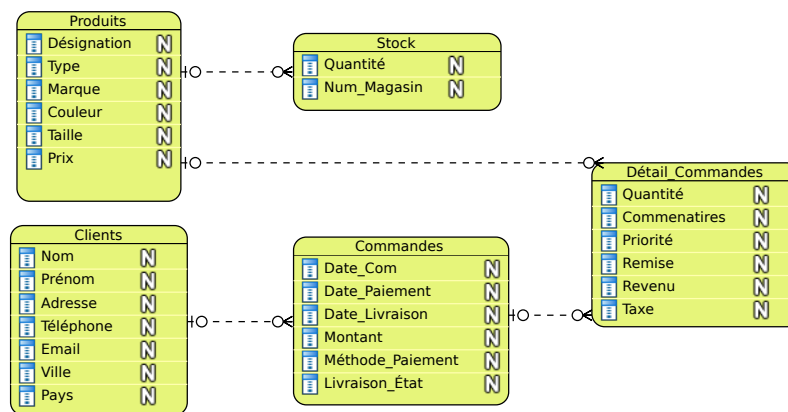 Produits
Désignation N
Type N
Marque N
Couleur N
Taille N
Prix N
Stock
Quantité N
Num_Magasin N
Détail_Commandes
Quantité N
Commenatires N
Priorité N
Remise N
Revenu N
Taxe N
Clients
Nom N
Prénom N
Adresse N
Téléphone N
Email N
Ville N
Pays N
Commandes
Date_Com N
Date_Paiement N
Date_Livraison N
Montant N
Méthode_Paiement N
Livraison_État N